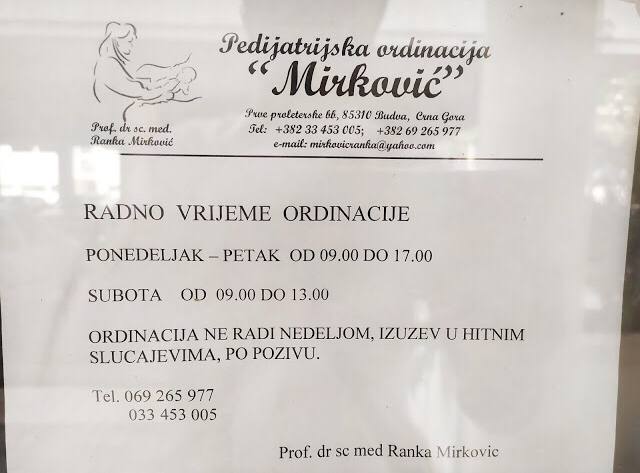 Pedijatrijska ordinacija
“Mirković”
Prve proleterske bb, 85310 Budva, Crna Gora
Tel: +382 33 453 005; +382 69 265 977
e-mail: mirkovicranka@yahoo.com
Prof. dr sc. med.
Ranka Mirković
RADNO VRIJEME ORDINACIJE
PONEDELJAK – PETAK OD 09.00 DO 17.00
SUBOTA OD 09.00 DO 13.00
ORDINACIJA NE RADI NEDELJOM, IZUZEV U HITNIM
SLUCAJEVIMA, PO POZIVU.
Tel. 069 265 977
033 453 005
Prof. dr sc med Ranka Mirkovic